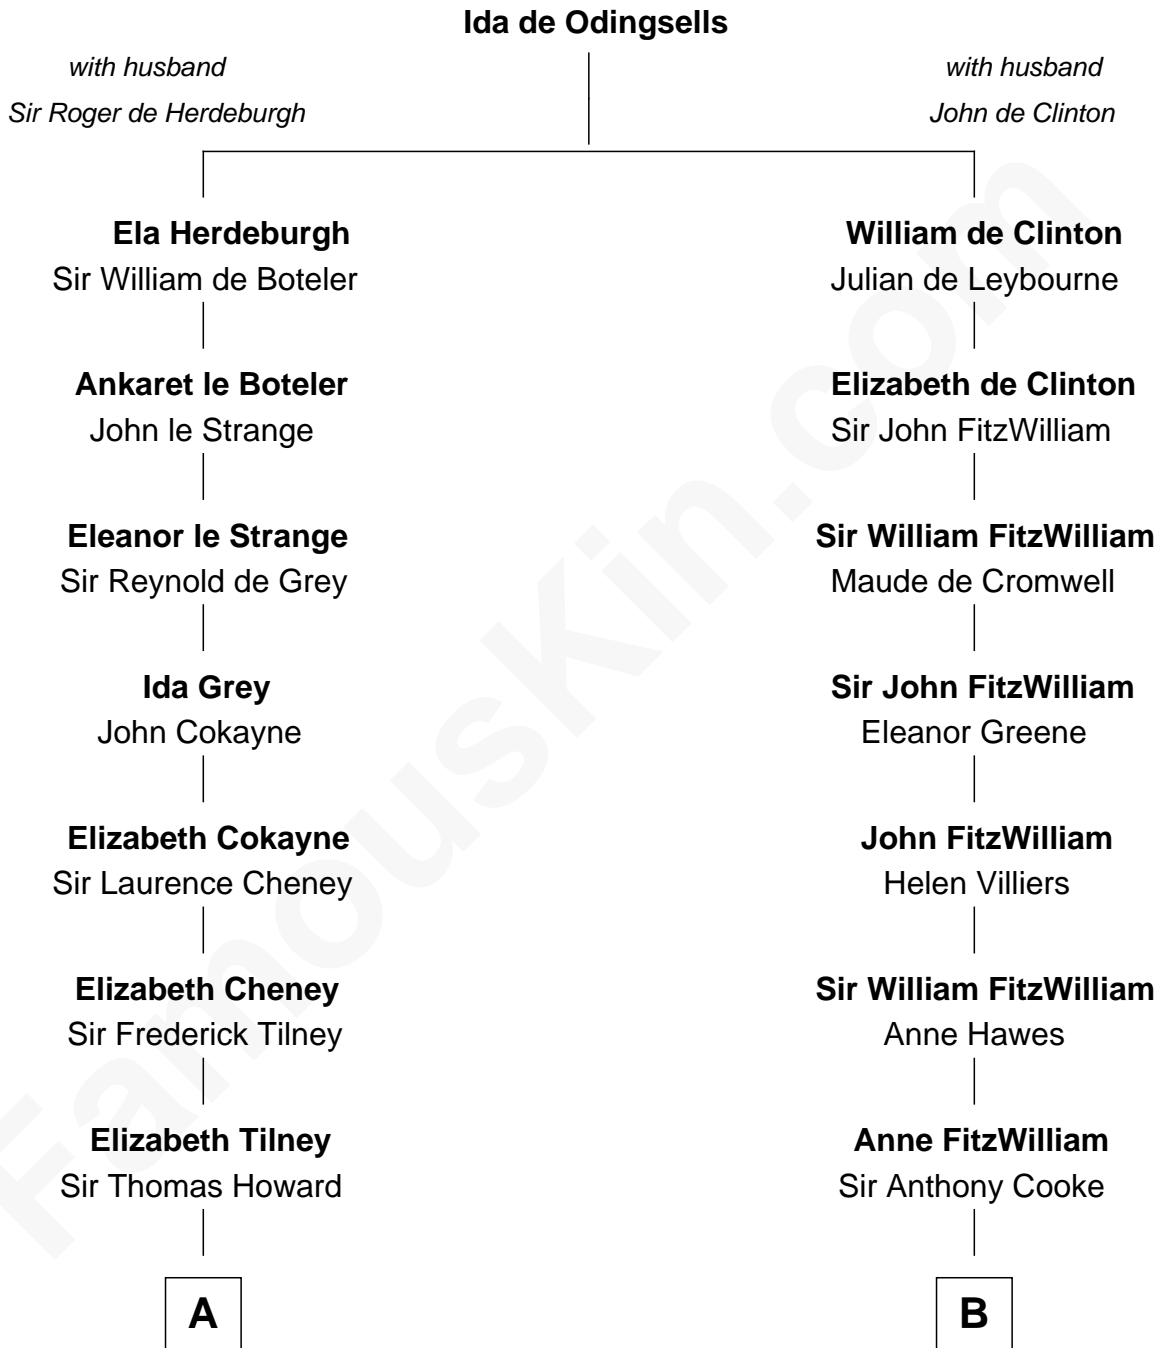 Ida de Odingsells
with husband
Sir Roger de Herdeburgh
with husband
John de Clinton
Ela Herdeburgh
Sir William de Boteler
William de Clinton
Julian de Leybourne
Ankaret le Boteler
John le Strange
Elizabeth de Clinton
Sir John FitzWilliam
Eleanor le Strange
Sir Reynold de Grey
Sir William FitzWilliam
Maude de Cromwell
Ida Grey
John Cokayne
Sir John FitzWilliam
Eleanor Greene
Elizabeth Cokayne
Sir Laurence Cheney
John FitzWilliam
Helen Villiers
Elizabeth Cheney
Sir Frederick Tilney
Sir William FitzWilliam
Anne Hawes
Elizabeth Tilney
Sir Thomas Howard
Anne FitzWilliam
Sir Anthony Cooke
A
B
FamousKin.com